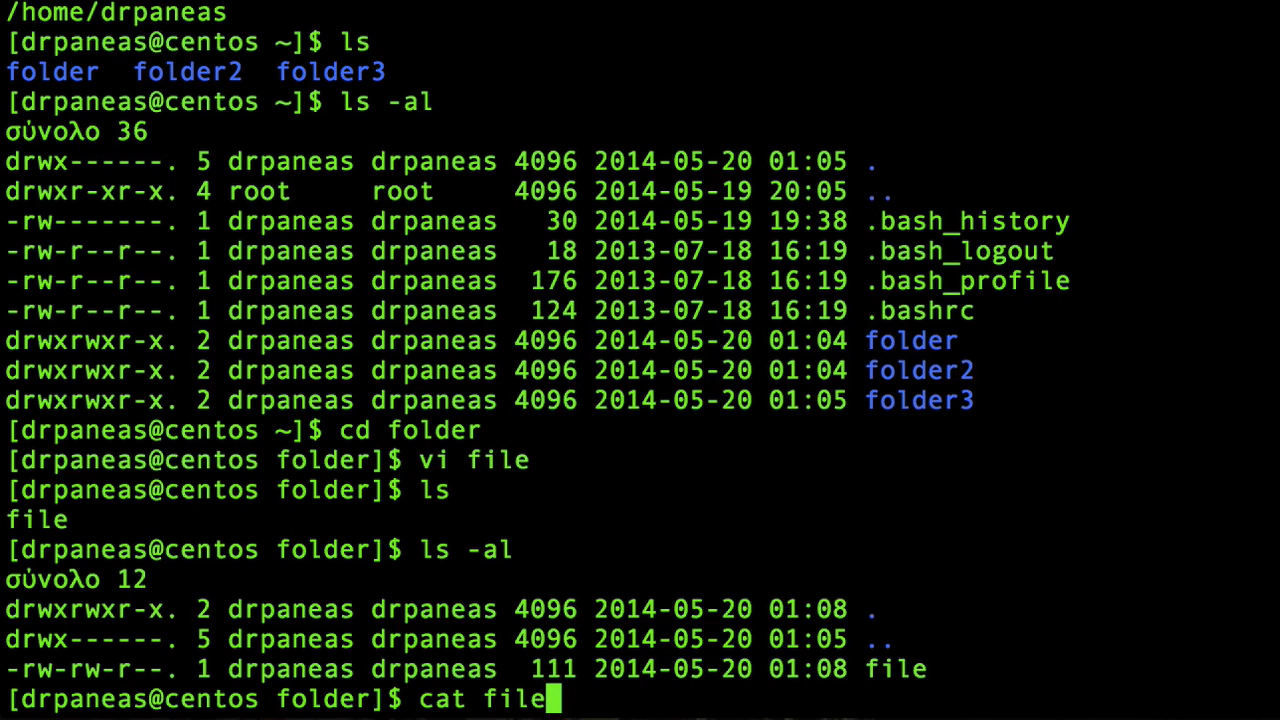 /home/drpaneas
[drpaneas@centos ~]$ ls
folder  folder2  folder3
[drpaneas@centos ~]$ ls -al
σύνολο 36
drwx------. 5 drpaneas drpaneas 4096 2014-05-20 01:05 .
drwxr-xr-x. 4 root     root     4096 2014-05-19 20:05 ..
-rw-------. 1 drpaneas drpaneas   30 2014-05-19 19:38 .bash_history
-rw-r--r--. 1 drpaneas drpaneas   18 2013-07-18 16:19 .bash_logout
-rw-r--r--. 1 drpaneas drpaneas  176 2013-07-18 16:19 .bash_profile
-rw-r--r--. 1 drpaneas drpaneas  124 2013-07-18 16:19 .bashrc
drwxrwxr-x. 2 drpaneas drpaneas 4096 2014-05-20 01:04 folder
drwxrwxr-x. 2 drpaneas drpaneas 4096 2014-05-20 01:04 folder2
drwxrwxr-x. 2 drpaneas drpaneas 4096 2014-05-20 01:05 folder3
[drpaneas@centos ~]$ cd folder
[drpaneas@centos folder]$ vi file
[drpaneas@centos folder]$ ls
file
[drpaneas@centos folder]$ ls -al
σύνολο 12
drwxrwxr-x. 2 drpaneas drpaneas 4096 2014-05-20 01:08 .
drwx------. 5 drpaneas drpaneas 4096 2014-05-20 01:05 ..
-rw-rw-r--. 1 drpaneas drpaneas  111 2014-05-20 01:08 file
[drpaneas@centos folder]$ cat file